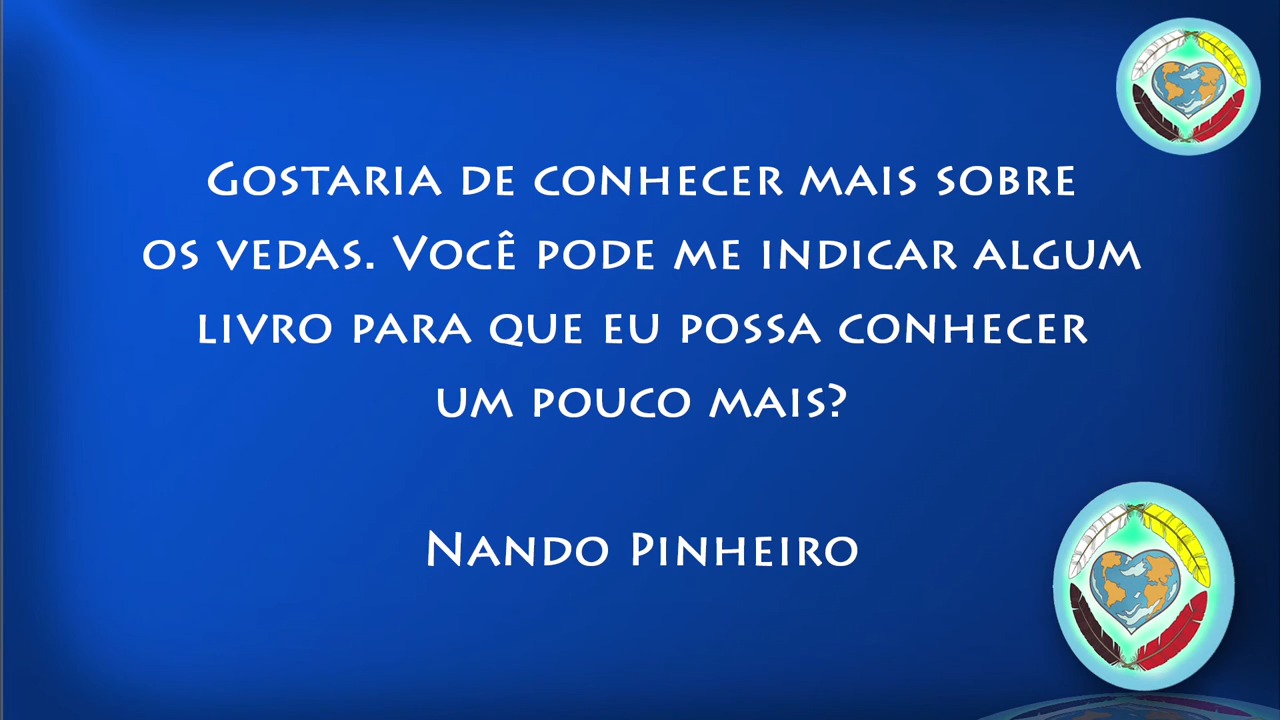 Gostaria de conhecer mais sobre
os vedas. Você pode me indicar algum
livro para que eu possa conhecer
um pouco mais?
Nando Pinheiro